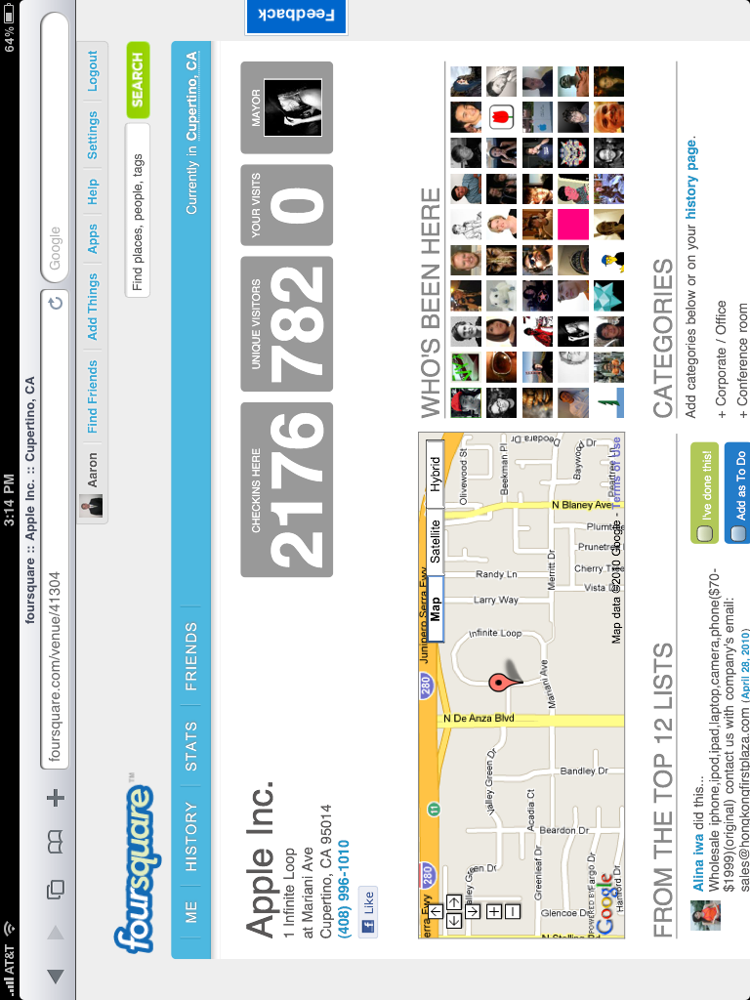 AT&T
3:14 PM
64%
foursquare :: Apple Inc. :: Cupertino, CA
foursquare.com/venue/41304
Google
Aaron
Find Friends
Add Things
Apps
Help
Settings
Logout
foursquare™
Find places, people, tags
SEARCH
ME
HISTORY
STATS
FRIENDS
Currently in Cupertino, CA
Feedback
Apple Inc.
1 Infinite Loop
at Mariani Ave
Cupertino, CA 95014
(408) 996-1010
Like
CHECKINS HERE
2176
UNIQUE VISITORS
782
YOUR VISITS
0
MAYOR
Map
Satellite
Hybrid
280
11
280
Junipero Serra Fwy
erra Fwy
Olivewood St
Beekman Pl
Deodara Dr
Baywoo
Dr
Peartree Ln
N Blaney Ave
Plumt
Prunetre
Cherry T
Vista D
Randy Ln
Merritt Dr
Larry Way
Infinite Loop
Mariani Ave
N De Anza Blvd
Valley Green Dr
Bandley Dr
Acadia Ct
Beardon Dr
Greenleaf Dr
Fargo Dr
Hanford Dr
Glencoe Dr
N Stelling Rd
POWERED BY
Google
Map data ©2010 Google - Terms of Use
WHO'S BEEN HERE
FROM THE TOP 12 LISTS
Alina iwa did this...
Wholesale iphone,ipod,ipad,laptop,camera,phone($70-
$1999)(original) contact us with company's email:
sales@hongkongfirstplaza.com (April 28, 2010)
I've done this!
Add as To Do
CATEGORIES
Add categories below or on your history page.
+ Corporate / Office
+ Conference room